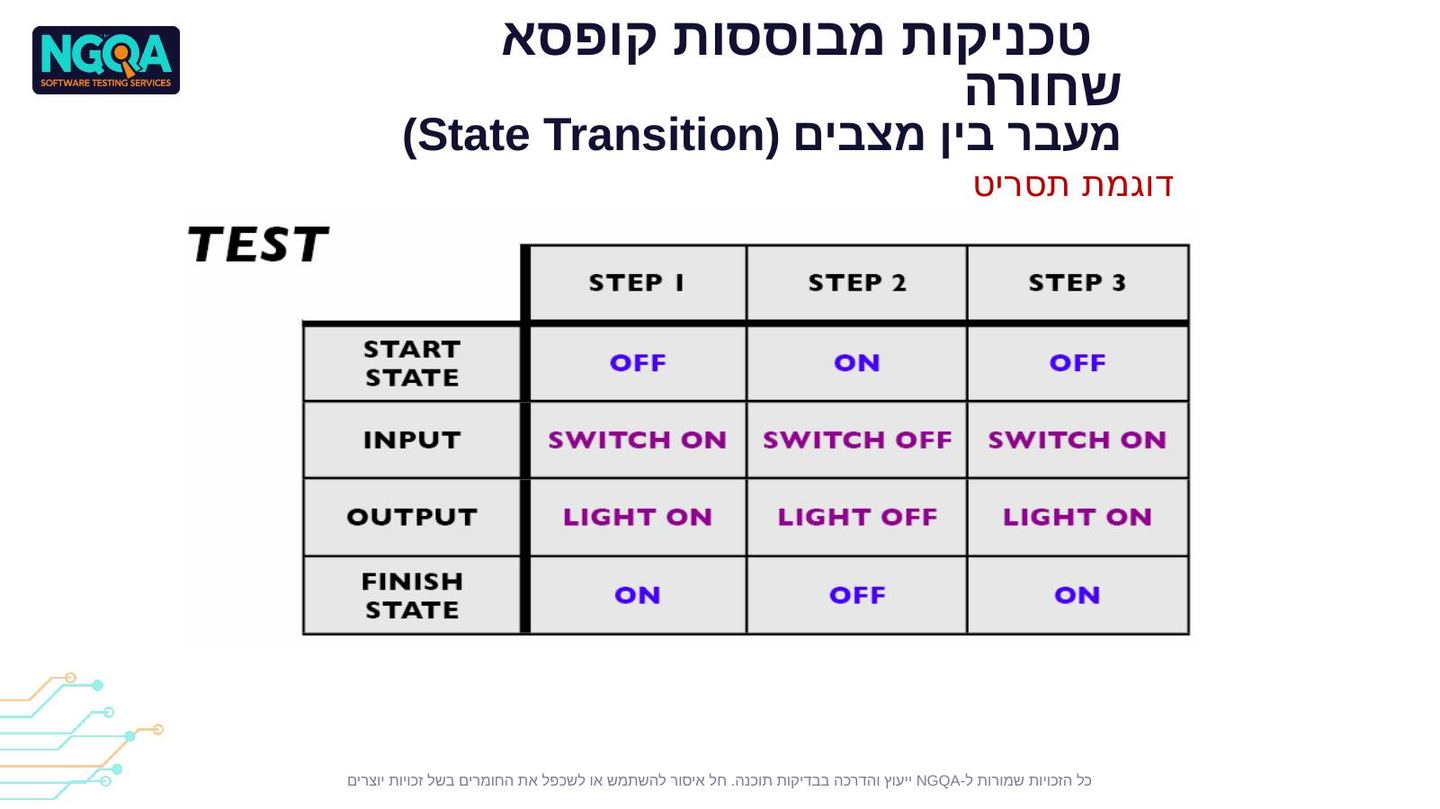 NGQA
SOFTWARE TESTING SERVICES
טכניקות מבוססות קופסא
שחורה
מעבר בין מצבים (State Transition)
דוגמת תסריט
TEST
STEP 1 STEP 2 STEP 3
START STATE OFF ON OFF
INPUT SWITCH ON SWITCH OFF SWITCH ON
OUTPUT LIGHT ON LIGHT OFF LIGHT ON
FINISH STATE ON OFF ON
כל הזכויות שמורות ל-NGQA ייעוץ והדרכה בבדיקות תוכנה. חל איסור להשתמש או לשכפל את החומרים בשל זכויות יוצרים